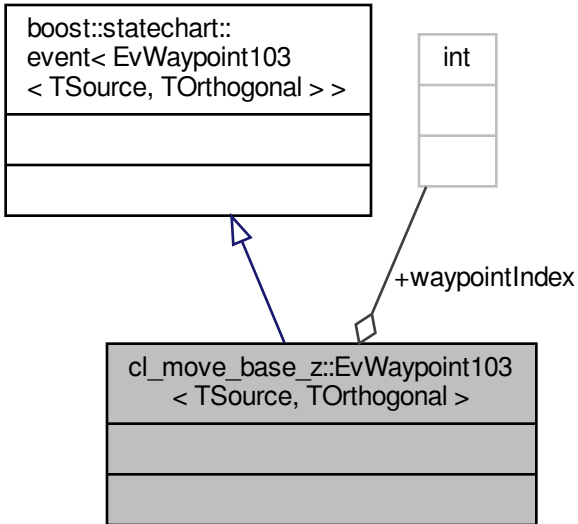 boost::statechart::
event< EvWaypoint103
< TSource, TOrthogonal > >
int
+waypointIndex
cl_move_base_z::EvWaypoint103
< TSource, TOrthogonal >